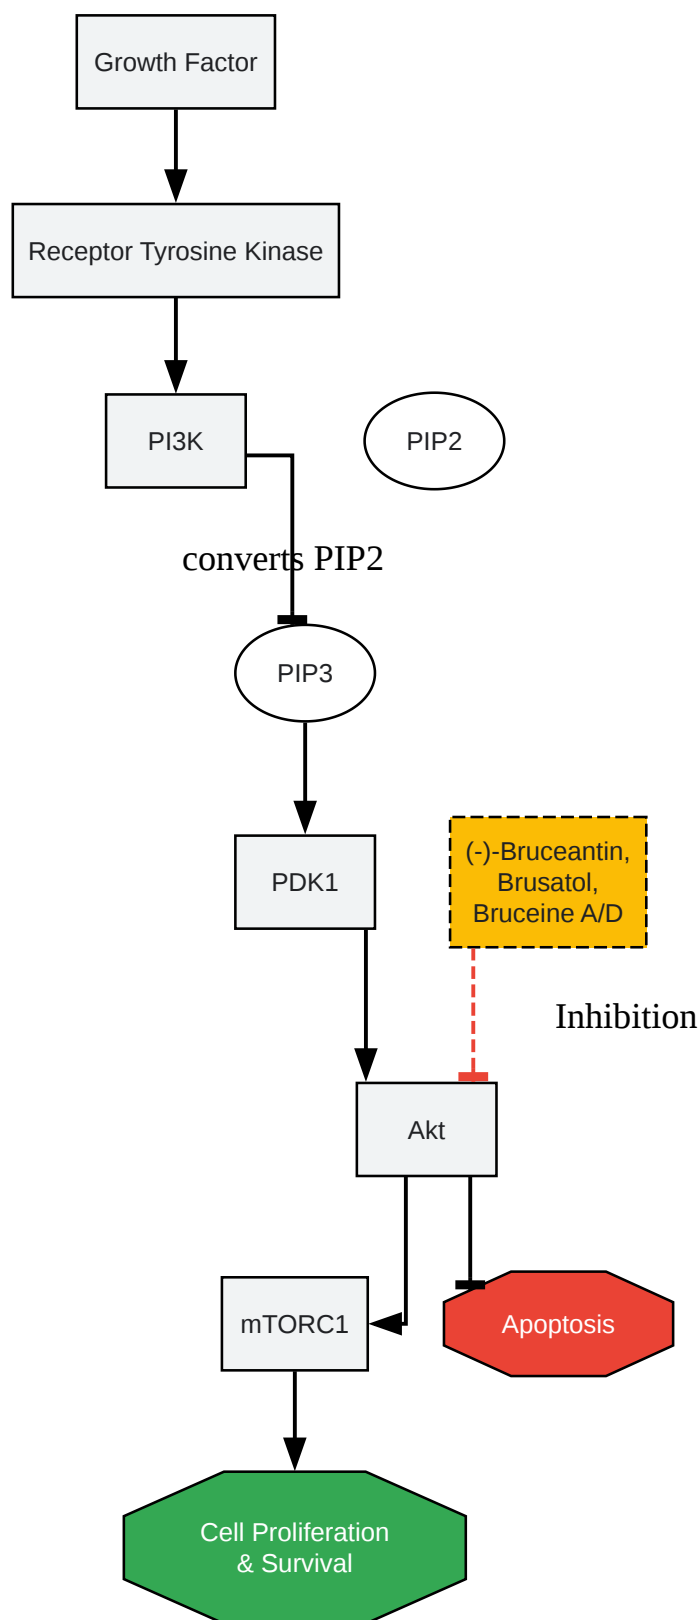 Growth Factor
Receptor Tyrosine Kinase
PI3K
PIP2
converts PIP2
PIP3
PDK1
(-)-Bruceantin,
Brusatol,
Bruceine A/D
Inhibition
Akt
mTORC1
Apoptosis
Cell Proliferation
& Survival